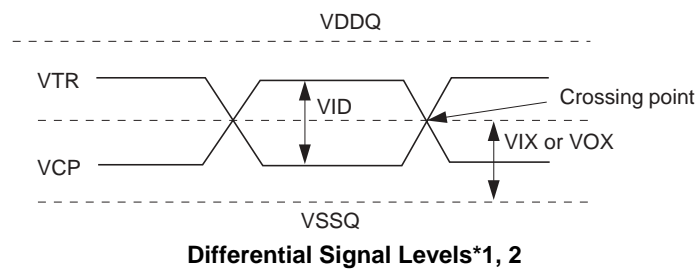 VDDQ
VTR
VID
Crossing point
VIX or VOX
VCP
VSSQ
Differential Signal Levels*1, 2